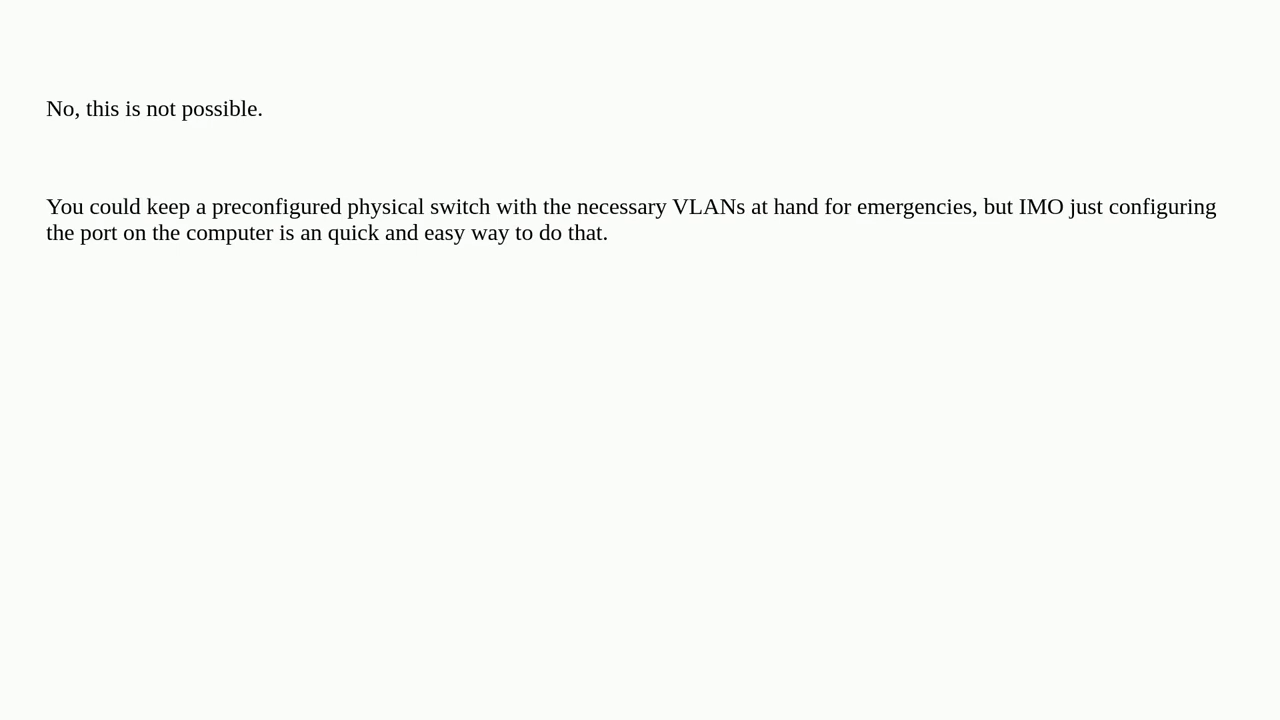 No, this is not possible.
You could keep a preconfigured physical switch with the necessary VLANs at hand for emergencies, but IMO just configuring
the port on the computer is an quick and easy way to do that.